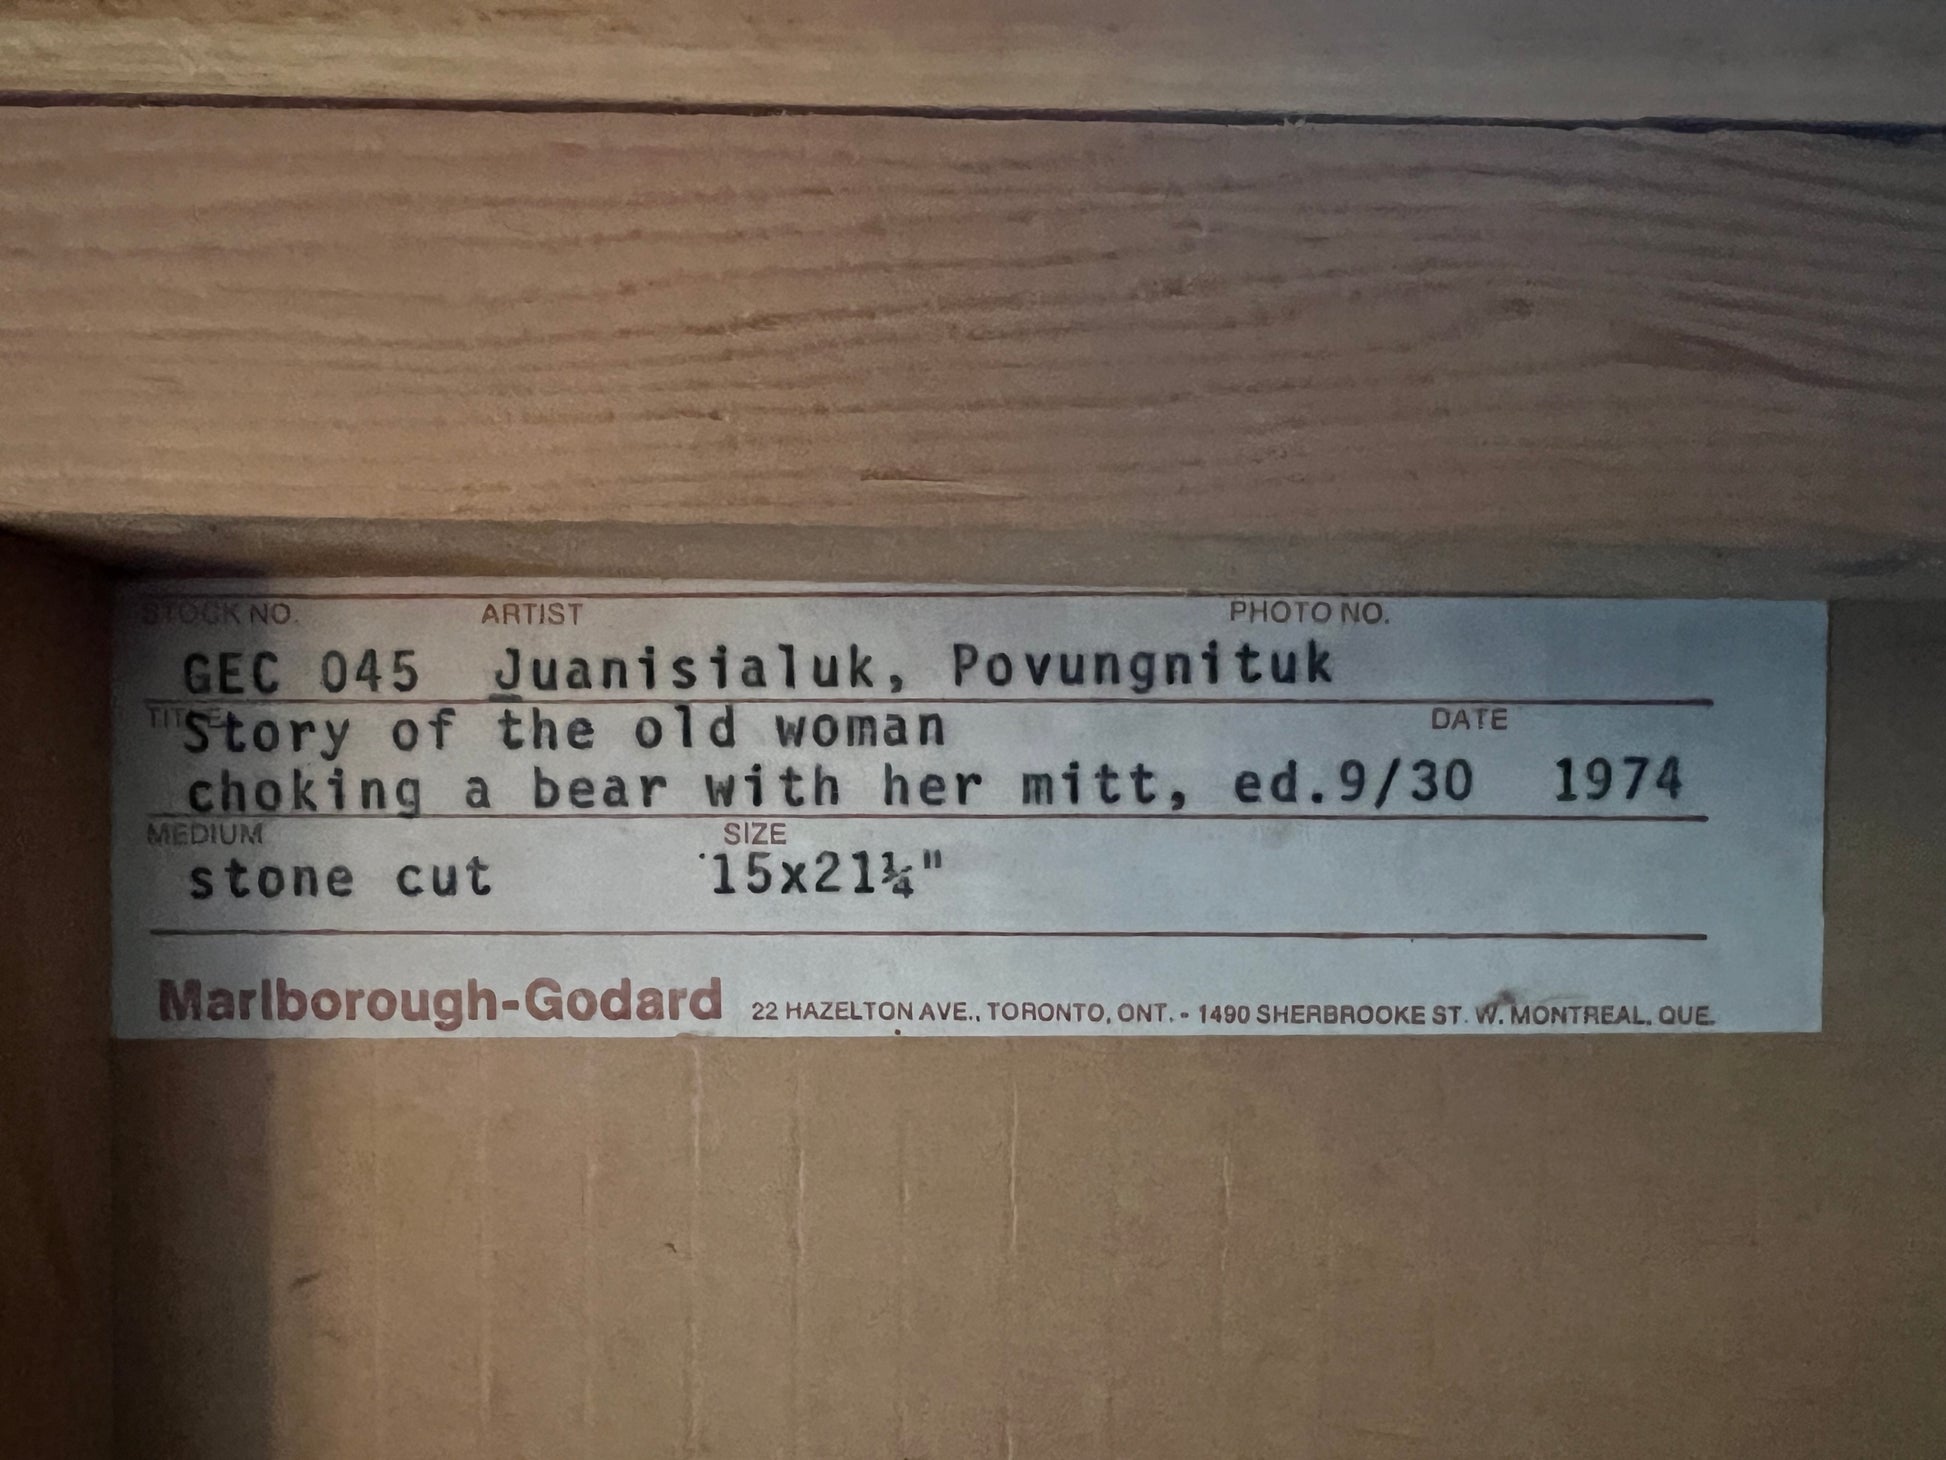 STOCK NO. ARTIST PHOTO NO.
GEC 045 Juanisialuk, Povungnituk
TITLE DATE
Story of the old woman
choking a bear with her mitt, ed.9/30 1974
MEDIUM SIZE
stone cut 15x21¼"
Marlborough-Godard 22 HAZELTON AVE., TORONTO, ONT. - 1490 SHERBROOKE ST. W. MONTREAL, QUE.